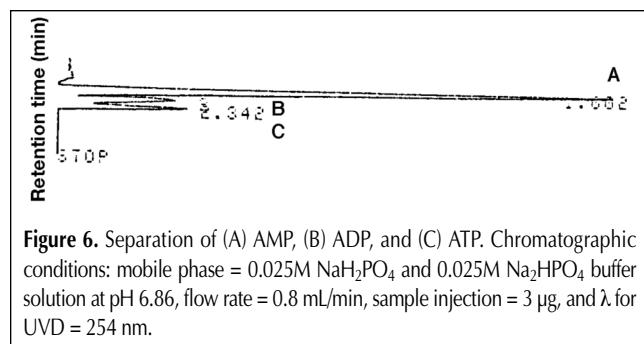 Retention time (min)
A
B
2.342
C
STOP
Figure 6. Separation of (A) AMP, (B) ADP, and (C) ATP. Chromatographic
conditions: mobile phase = 0.025M NaH₂PO₄ and 0.025M Na₂HPO₄ buffer
solution at pH 6.86, flow rate = 0.8 mL/min, sample injection = 3 µg, and λ for
UVD = 254 nm.